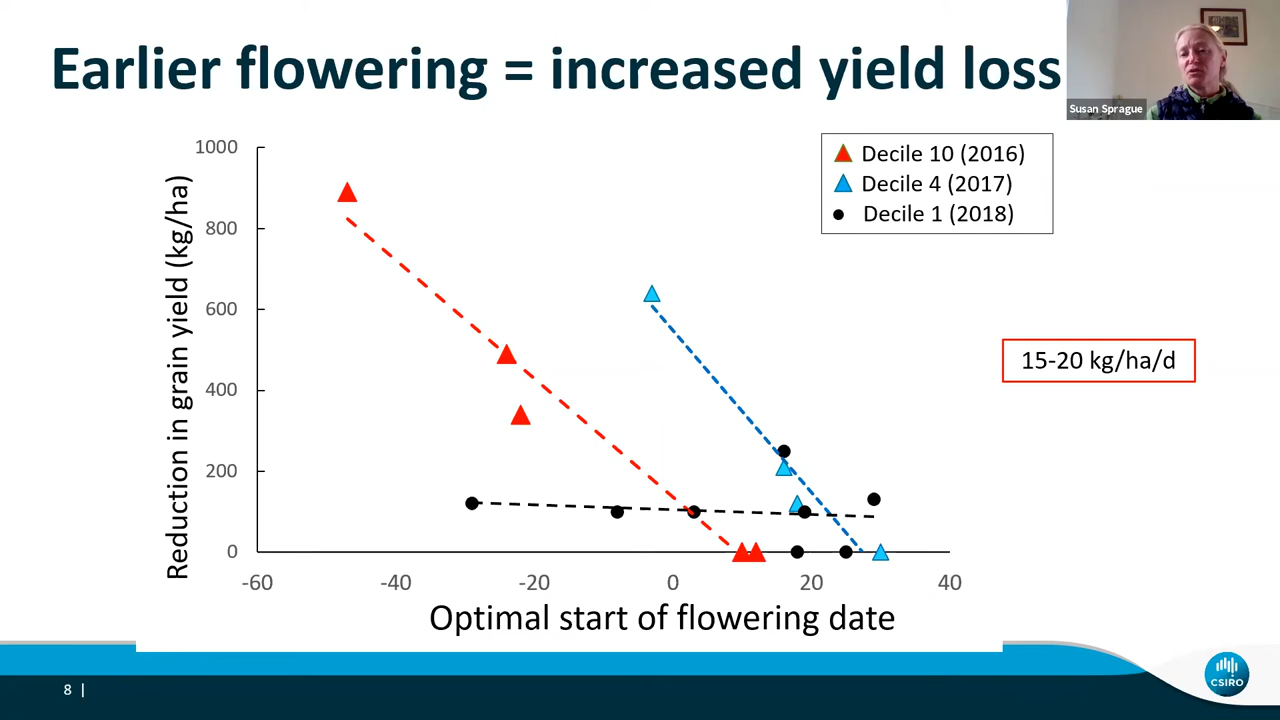 Earlier flowering = increased yield loss
Susan Sprague
Decile 10 (2016)
Decile 4 (2017)
Decile 1 (2018)
Reduction in grain yield (kg/ha)
1000
800
600
400
200
0
15-20 kg/ha/d
-60 -40 -20 0 20 40
Optimal start of flowering date
8 |
CSIRO